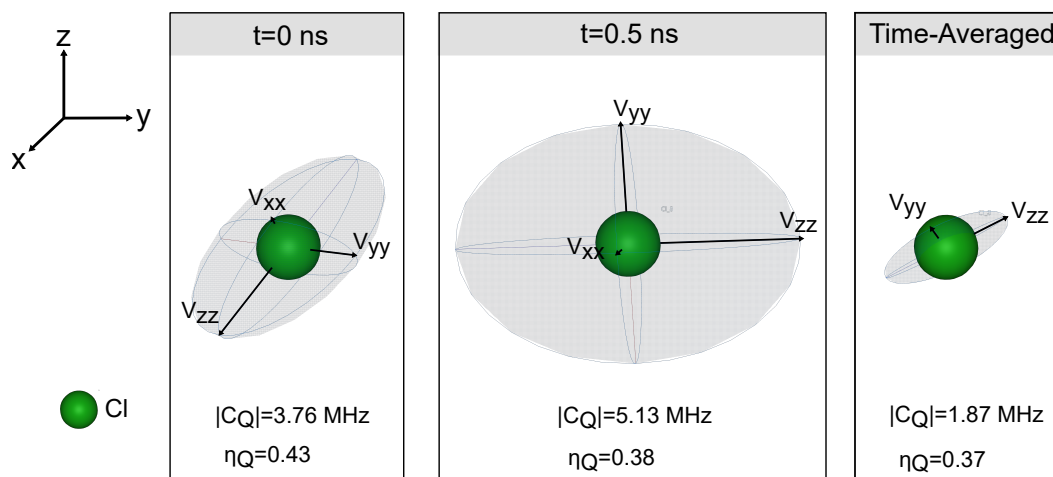 z
y
x
Cl
t=0 ns
Vxx
Vyy
Vzz
|CQ|=3.76 MHz
ηQ=0.43
t=0.5 ns
Vyy
Vzz
Vxx
|CQ|=5.13 MHz
ηQ=0.38
Time-Averaged
Vyy
Vzz
|CQ|=1.87 MHz
ηQ=0.37